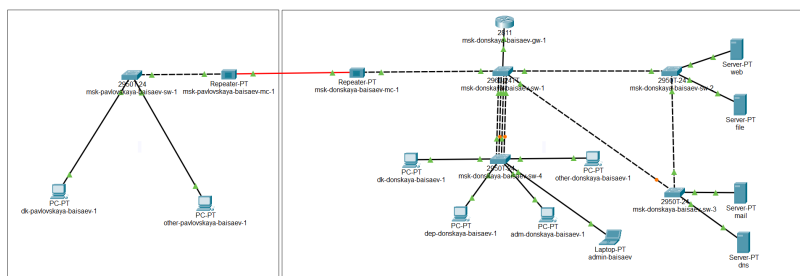 2811
msk-donskaya-baisaev-gw-1
2950T-24
msk-pavlovskaya-baisaev-sw-1
Repeater-PT
msk-pavlovskaya-baisaev-mc-1
Repeater-PT
msk-donskaya-baisaev-mc-1
msk-donskaya-baisaev-sw-1
2950T-24
msk-donskaya-baisaev-sw-2
Server-PT
web
Server-PT
file
2950T-24
msk-donskaya-baisaev-sw-4
PC-PT
dk-donskaya-baisaev-1
PC-PT
other-donskaya-baisaev-1
PC-PT
dk-pavlovskaya-baisaev-1
PC-PT
other-pavlovskaya-baisaev-1
PC-PT
dep-donskaya-baisaev-1
PC-PT
adm-donskaya-baisaev-1
Laptop-PT
admin-baisaev
2950T-24
msk-donskaya-baisaev-sw-3
Server-PT
mail
Server-PT
dns